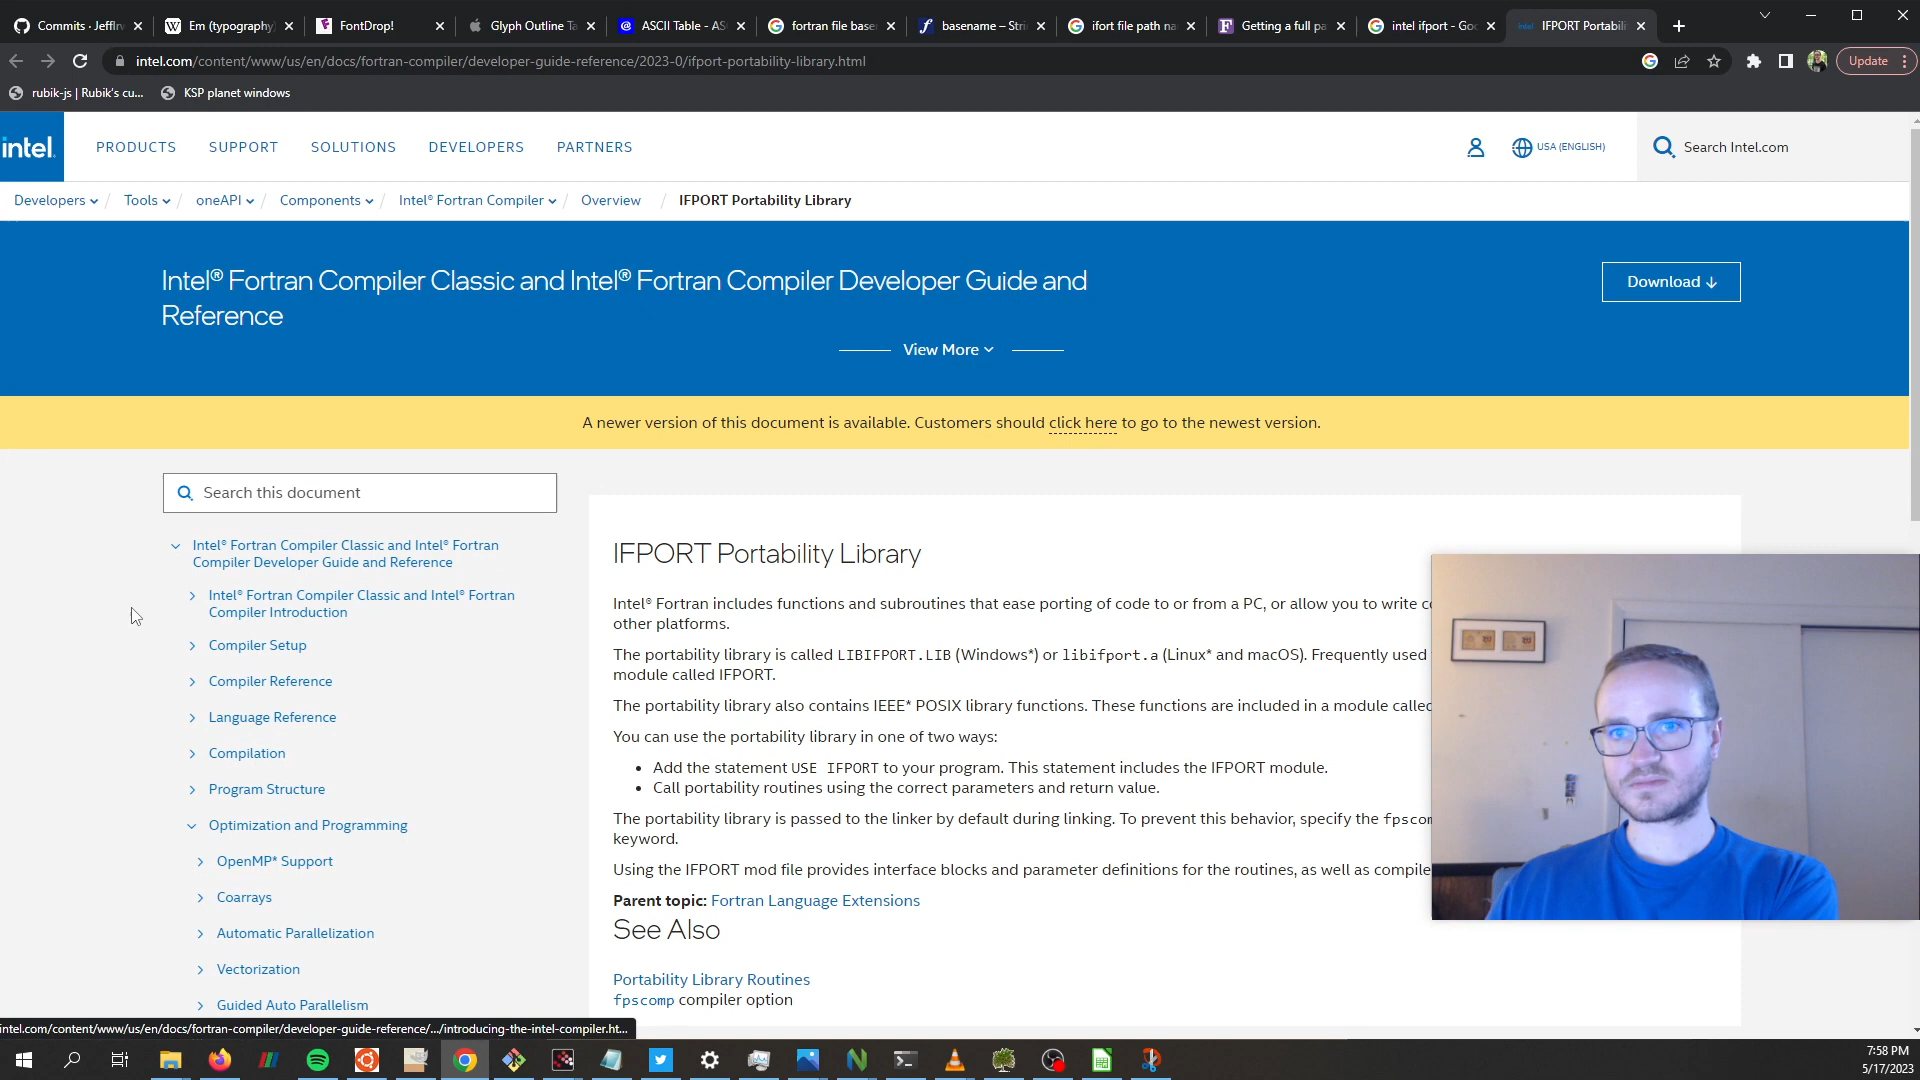 Commits · JeffIrw
Em (typography)
FontDrop!
Glyph Outline Ta
ASCII Table - AS
fortran file base
basename – Stri
ifort file path na
Getting a full pa
intel ifport - Goo
intel
IFPORT Portabili
intel.com/content/www/us/en/docs/fortran-compiler/developer-guide-reference/2023-0/ifport-portability-library.html
Update
rubik-js | Rubik's cu...
KSP planet windows
intel.
PRODUCTS
SUPPORT
SOLUTIONS
DEVELOPERS
PARTNERS
USA (ENGLISH)
Search Intel.com
Developers / Tools / oneAPI / Components / Intel® Fortran Compiler / Overview / IFPORT Portability Library
Intel® Fortran Compiler Classic and Intel® Fortran Compiler Developer Guide and
Reference
Download ↓
View More
A newer version of this document is available. Customers should click here to go to the newest version.
Search this document
Intel® Fortran Compiler Classic and Intel® Fortran
Compiler Developer Guide and Reference
Intel® Fortran Compiler Classic and Intel® Fortran
Compiler Introduction
Compiler Setup
Compiler Reference
Language Reference
Compilation
Program Structure
Optimization and Programming
OpenMP* Support
Coarrays
Automatic Parallelization
Vectorization
Guided Auto Parallelism
IFPORT Portability Library
Intel® Fortran includes functions and subroutines that ease porting of code to or from a PC, or allow you to write c
other platforms.
The portability library is called LIBIFPORT.LIB (Windows*) or libifport.a (Linux* and macOS). Frequently used
module called IFPORT.
The portability library also contains IEEE* POSIX library functions. These functions are included in a module called
You can use the portability library in one of two ways:
• Add the statement USE IFPORT to your program. This statement includes the IFPORT module.
• Call portability routines using the correct parameters and return value.
The portability library is passed to the linker by default during linking. To prevent this behavior, specify the fpscom
keyword.
Using the IFPORT mod file provides interface blocks and parameter definitions for the routines, as well as compile
Parent topic: Fortran Language Extensions
See Also
Portability Library Routines
fpscomp compiler option
intel.com/content/www/us/en/docs/fortran-compiler/developer-guide-reference/.../introducing-the-intel-compiler.ht...
7:58 PM
5/17/2023